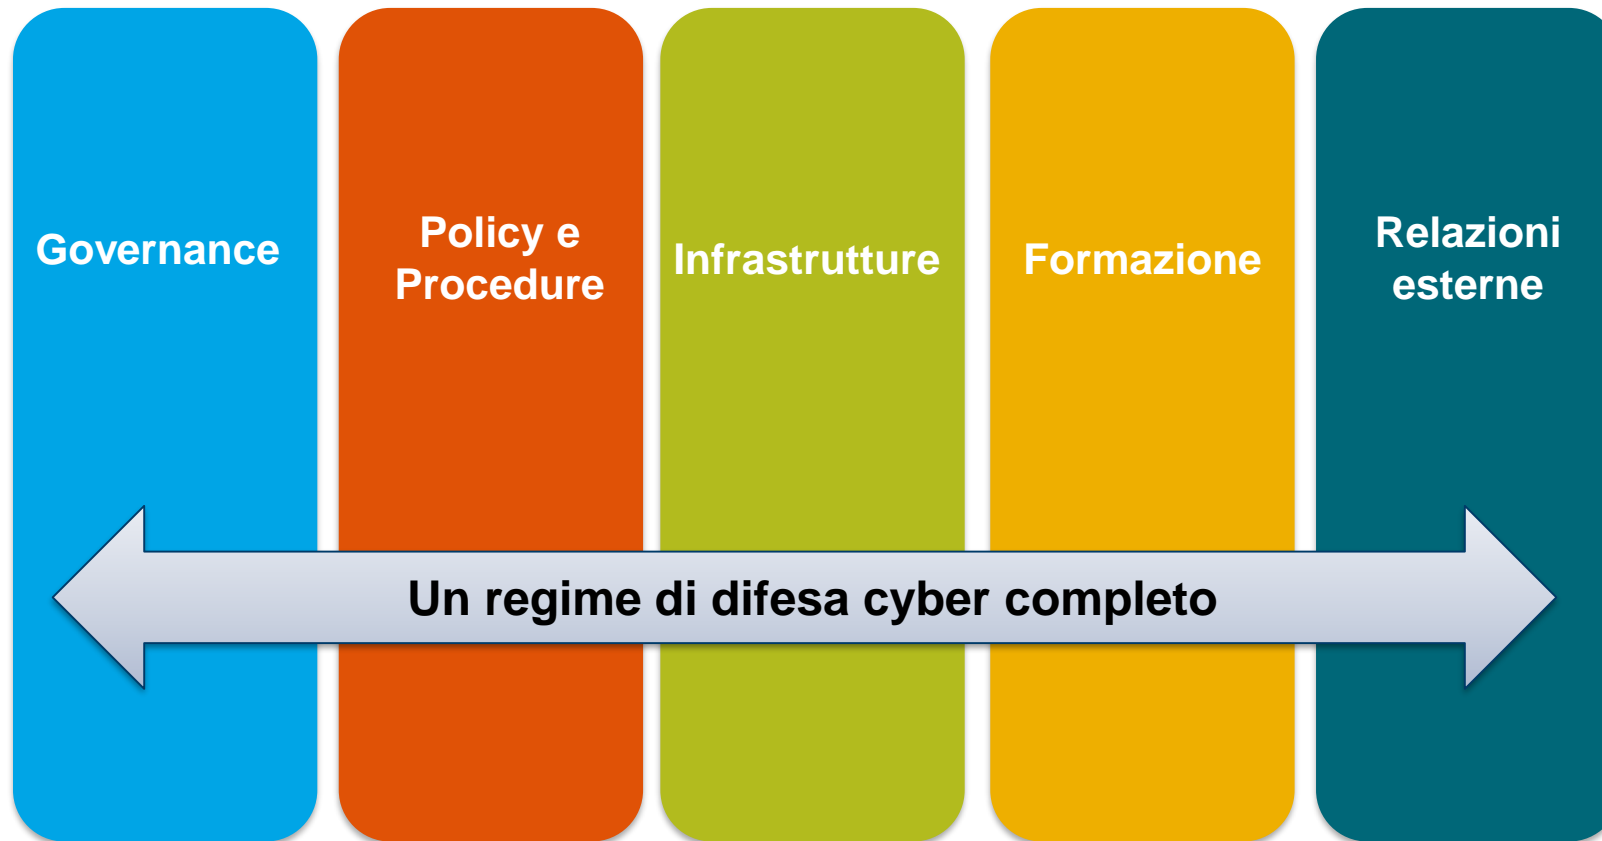 Governance
Policy e
Procedure
Infrastrutture
Formazione
Relazioni
esterne
Un regime di difesa cyber completo